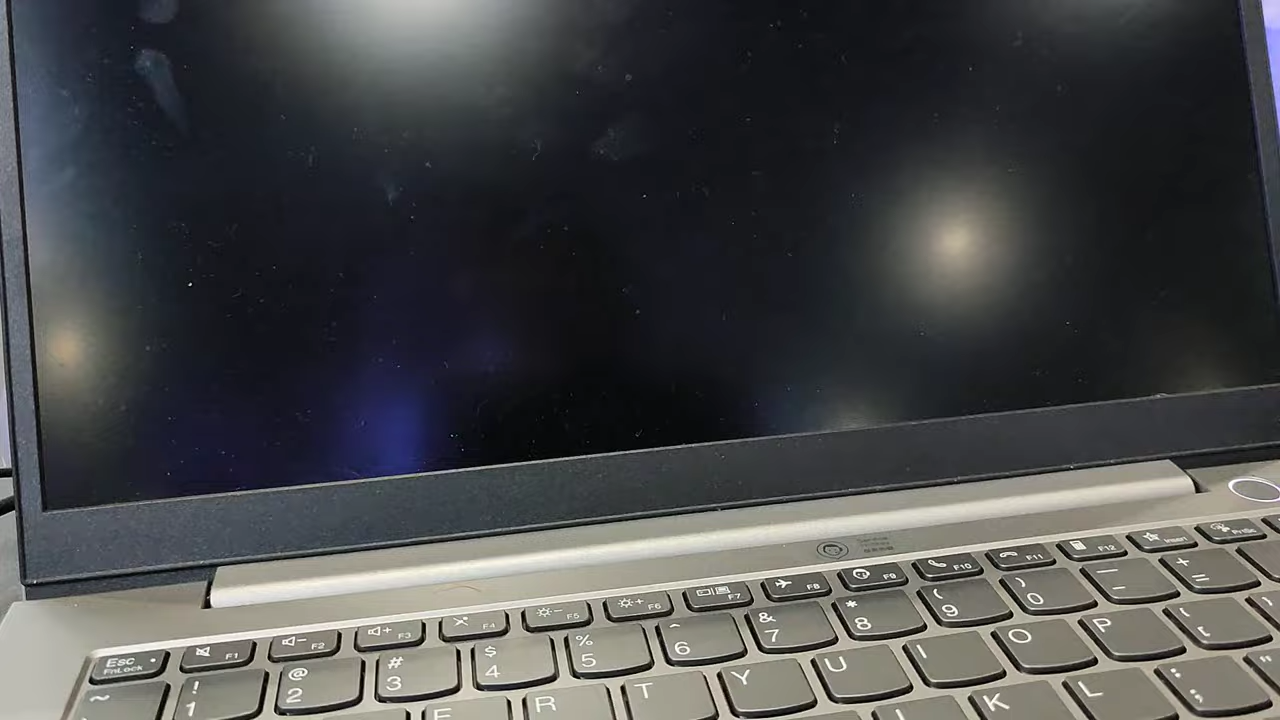 Esc F1 F2 F3 F4 F5 F6 F7 F8 F9 F10 F11 F12 Insert PrtSc
FnLock
~ ! @ # $ % ^ & * ( ) _ +
1 2 3 4 5 6 7 8 9 0 - =
E R T Y U I O P { [
K L : ; "